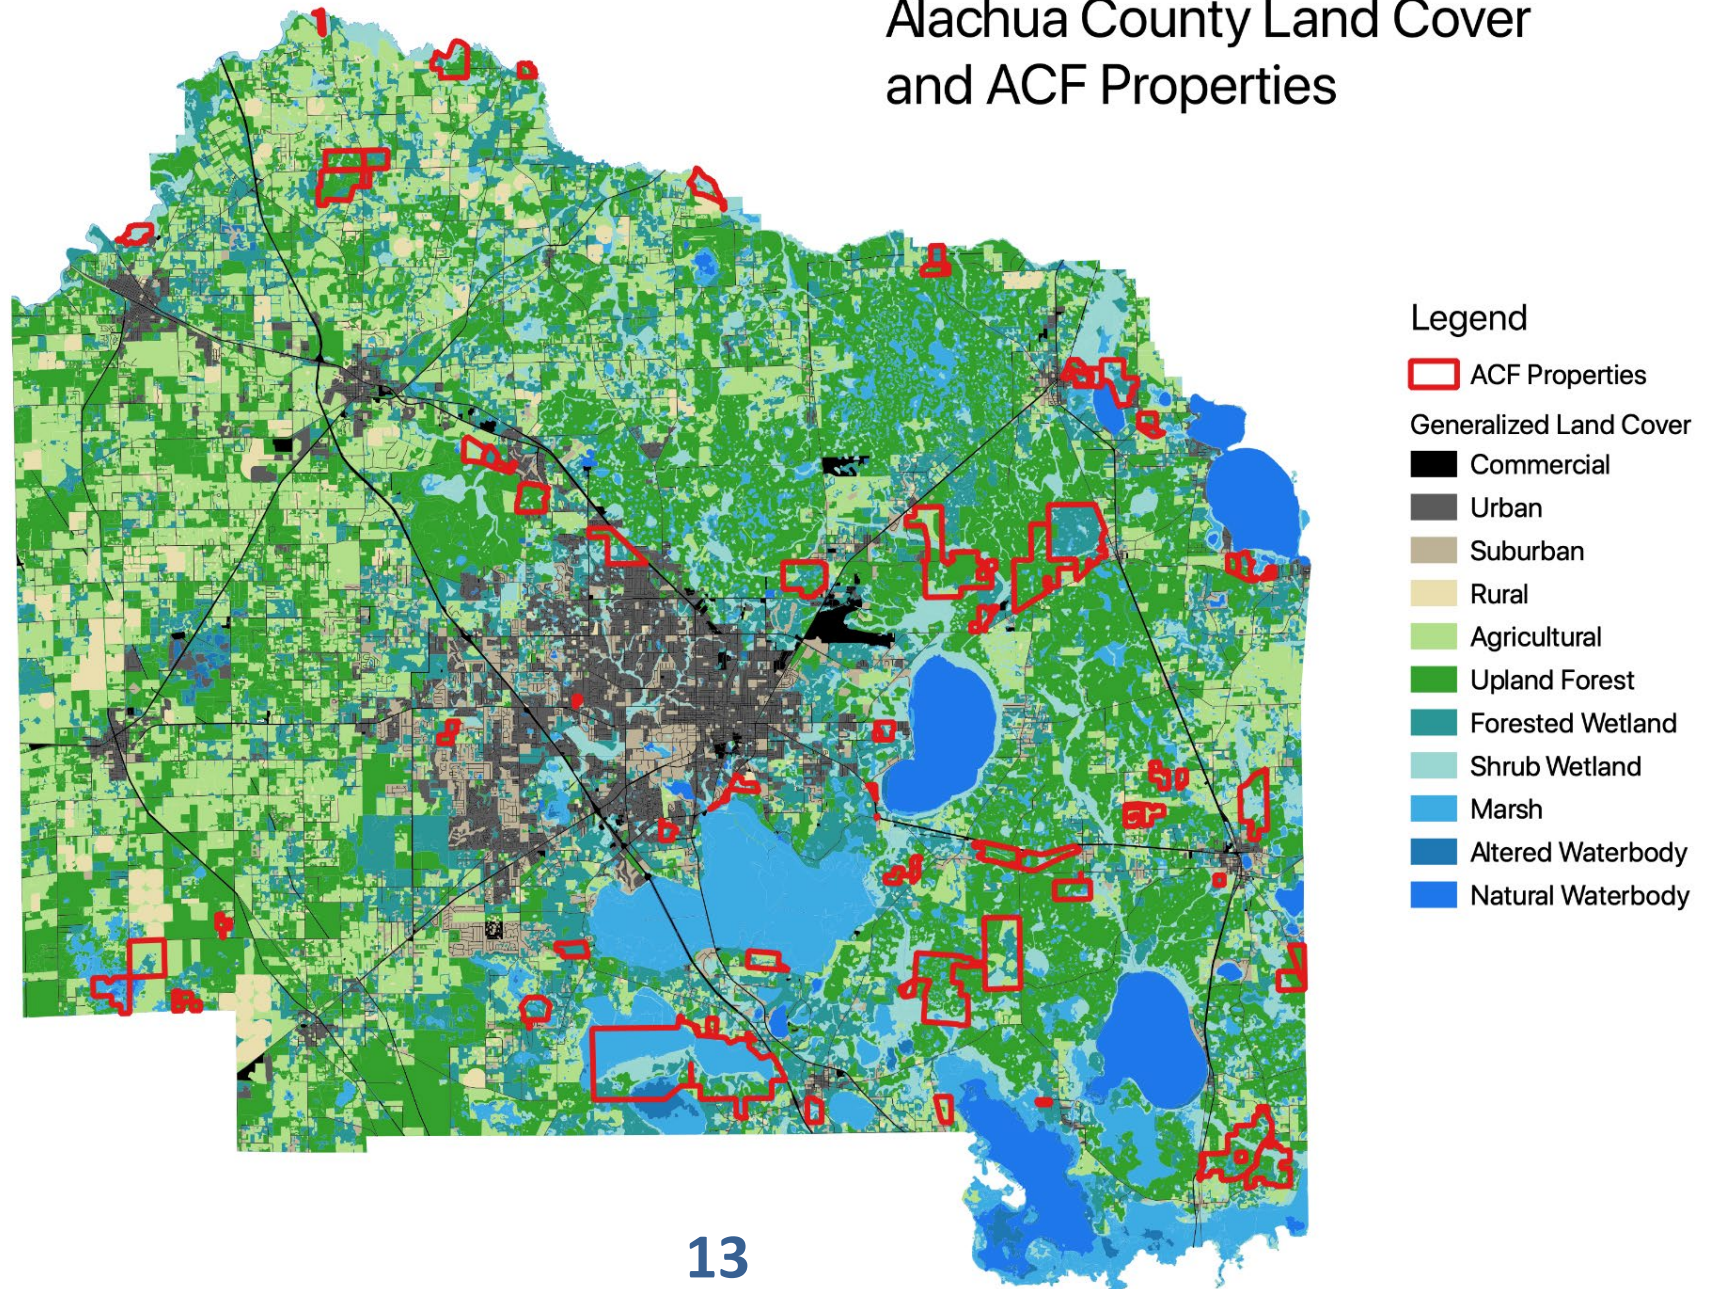 Alachua County Land Cover
and ACF Properties
Legend
ACF Properties
Generalized Land Cover
Commercial
Urban
Suburban
Rural
Agricultural
Upland Forest
Forested Wetland
Shrub Wetland
Marsh
Altered Waterbody
Natural Waterbody
13